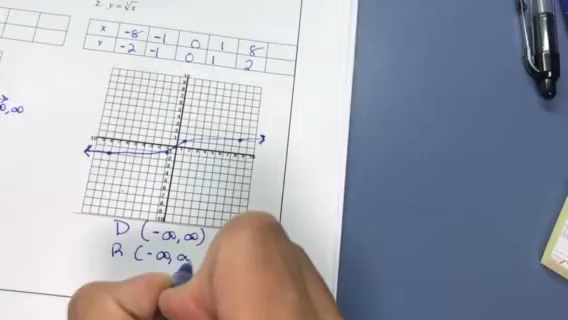 2. y = ∛x
x -8 -1 0 1 8
y -2 -1 0 1 2
∞, ∞
D (-∞, ∞)
R (-∞, ∞